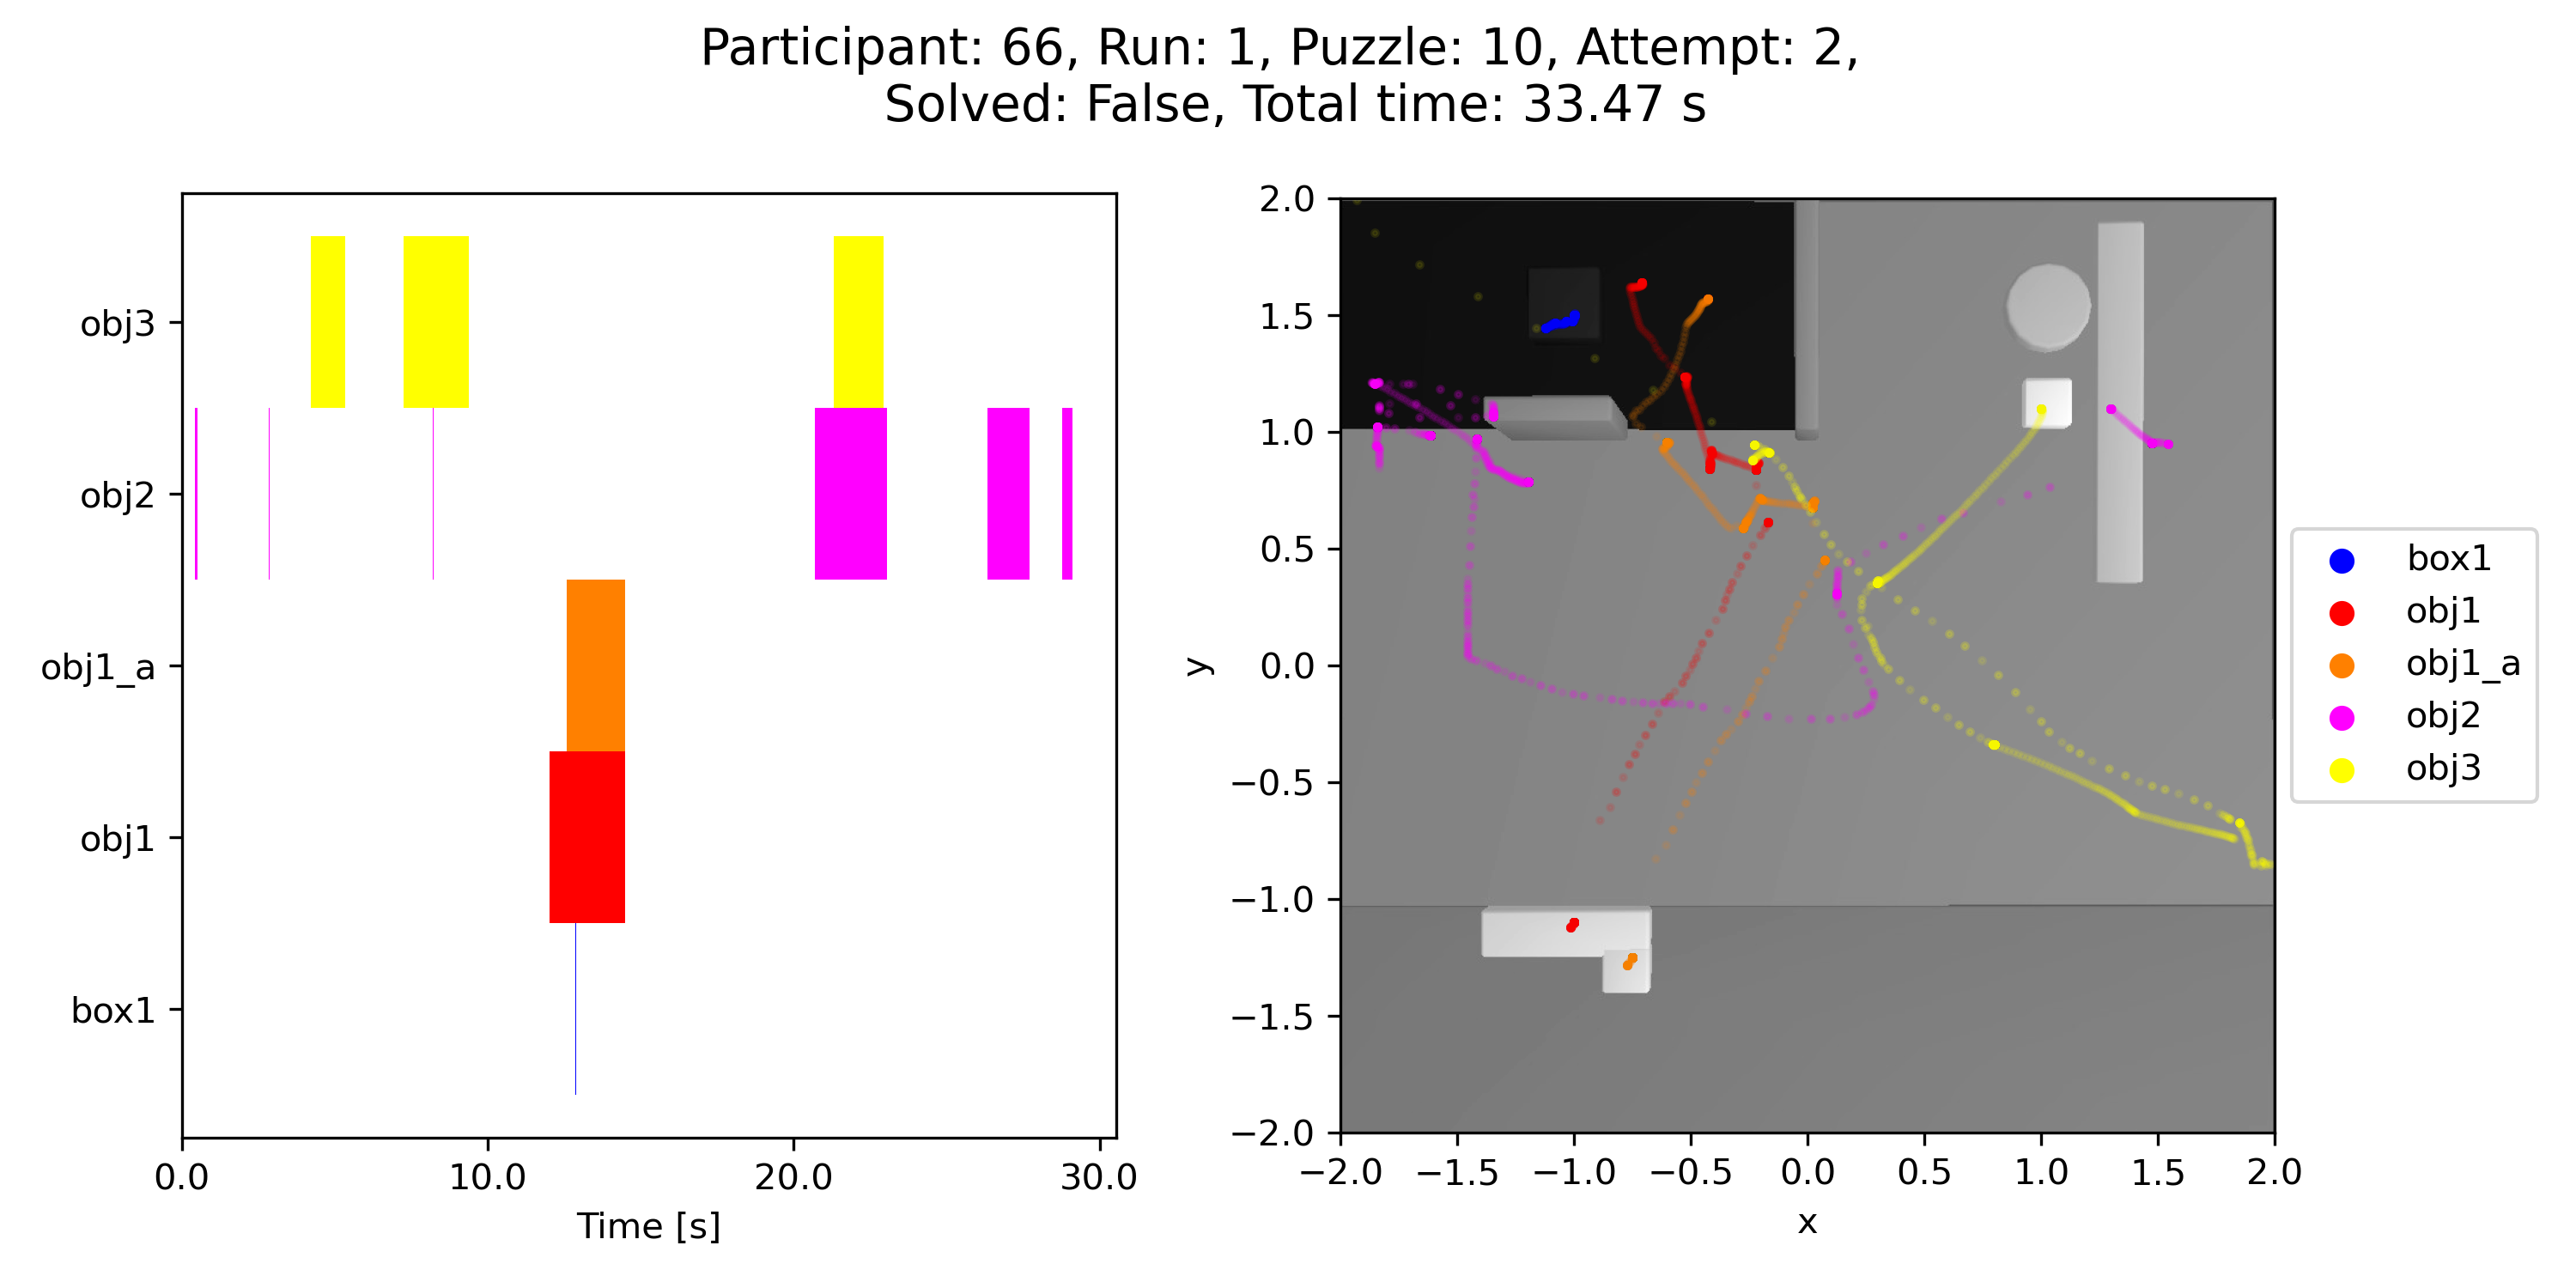 Participant: 66, Run: 1, Puzzle: 10, Attempt: 2,
Solved: False, Total time: 33.47 s
obj3
obj2
obj1_a
obj1
box1
0.0 10.0 20.0 30.0
Time [s]
2.0
1.5
1.0
0.5
0.0
−0.5
−1.0
−1.5
−2.0
y
−2.0 −1.5 −1.0 −0.5 0.0 0.5 1.0 1.5 2.0
x
box1
obj1
obj1_a
obj2
obj3